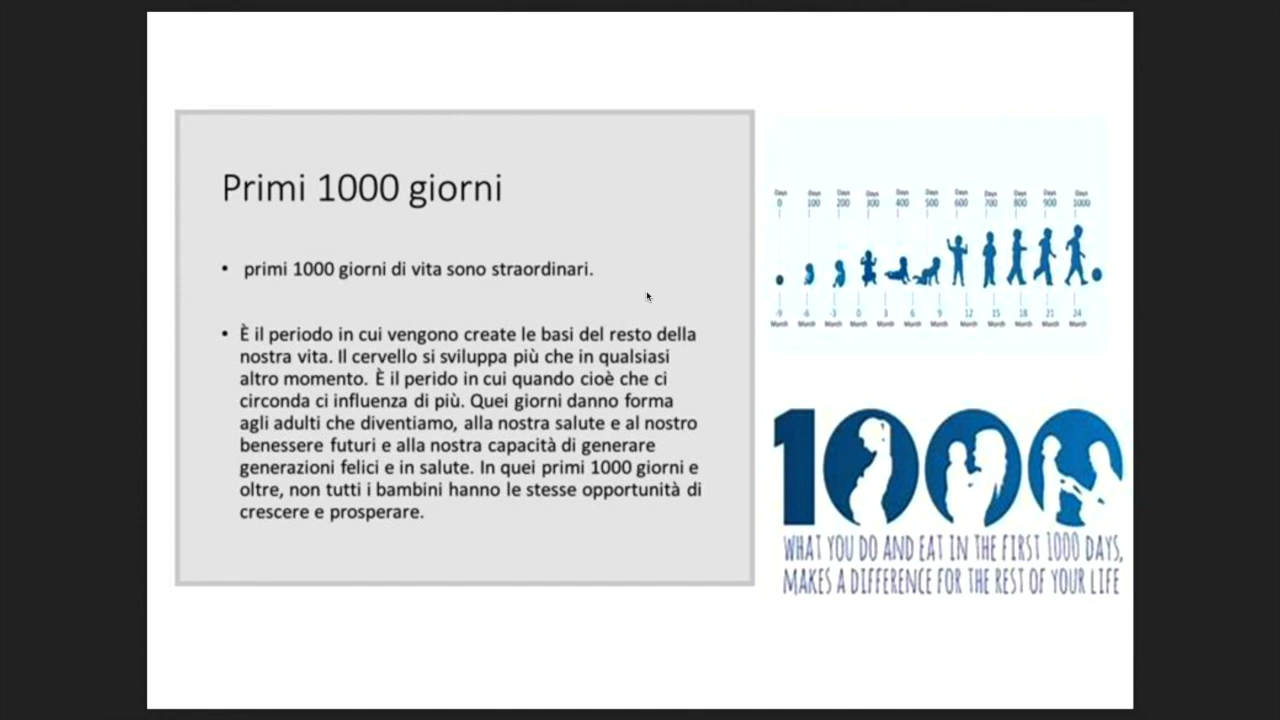 Primi 1000 giorni
• primi 1000 giorni di vita sono straordinari.
• È il periodo in cui vengono create le basi del resto della
nostra vita. Il cervello si sviluppa più che in qualsiasi
altro momento. È il perido in cui quando cioè che ci
circonda ci influenza di più. Quei giorni danno forma
agli adulti che diventiamo, alla nostra salute e al nostro
benessere futuri e alla nostra capacità di generare
generazioni felici e in salute. In quei primi 1000 giorni e
oltre, non tutti i bambini hanno le stesse opportunità di
crescere e prosperare.
Days Days Days Days Days Days Days Days Days Days Days
0 100 200 300 400 500 600 700 800 900 1000
-9 -6 -3 0 3 6 9 12 15 18 21 24
Month Month Month Month Month Month Month Month Month Month Month Month
1000
WHAT YOU DO AND EAT IN THE FIRST 1000 DAYS,
MAKES A DIFFERENCE FOR THE REST OF YOUR LIFE